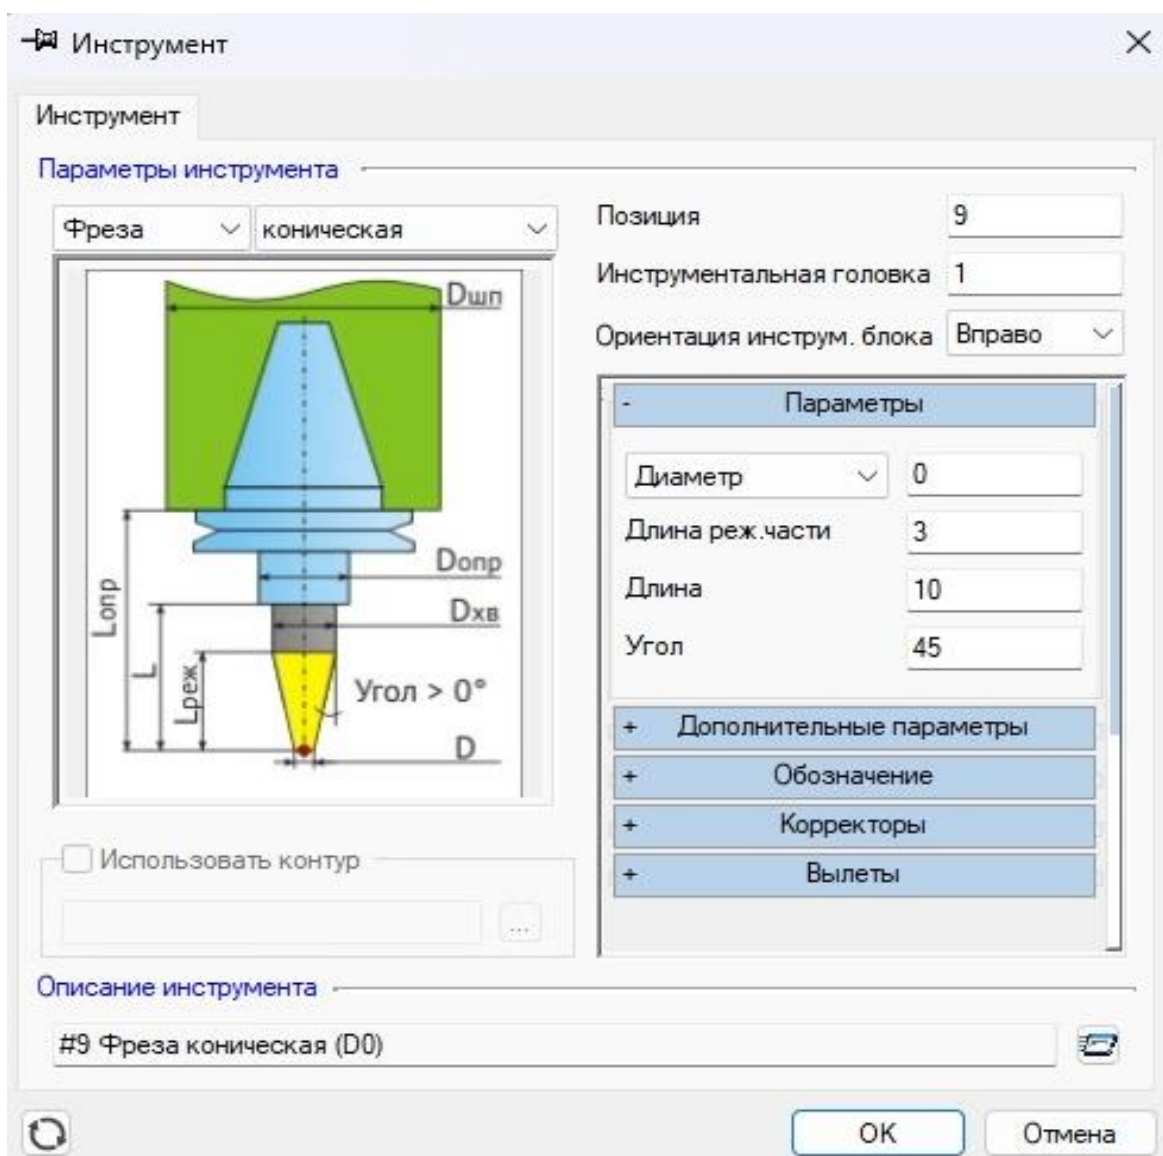 Инструмент
Инструмент
Параметры инструмента
Фреза коническая
Dшп
Dопр
Dхв
Lопр
L
Lреж
Угол > 0°
D
Позиция 9
Инструментальная головка 1
Ориентация инструм. блока Вправо
- Параметры
Диаметр 0
Длина реж.части 3
Длина 10
Угол 45
+ Дополнительные параметры
+ Обозначение
+ Корректоры
+ Вылеты
Использовать контур
...
Описание инструмента
#9 Фреза коническая (D0)
OK Отмена